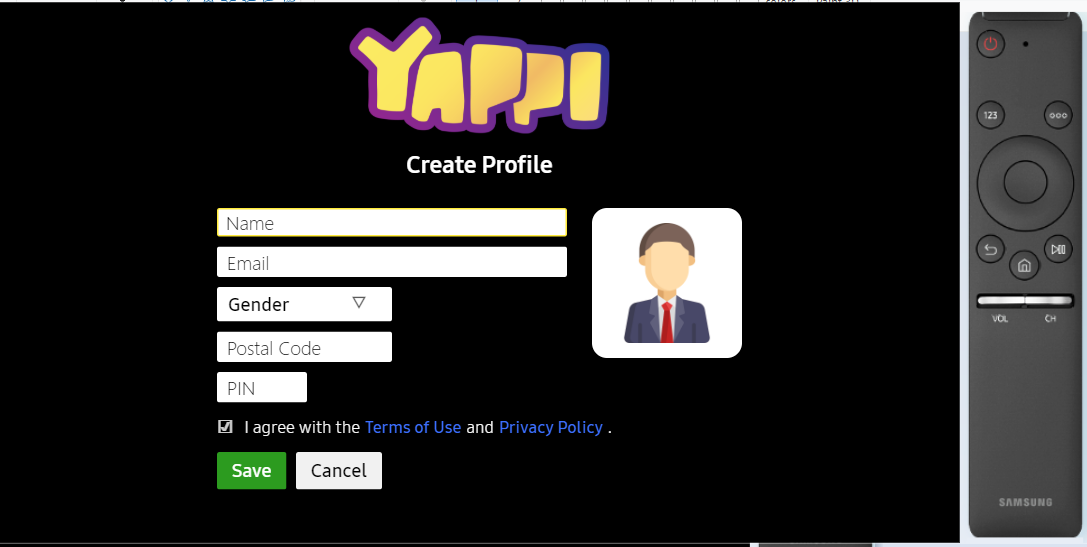 YAPPI
Create Profile
Name
Email
Gender
Postal Code
PIN
I agree with the Terms of Use and Privacy Policy .
Save Cancel
123
VOL CH
SAMSUNG